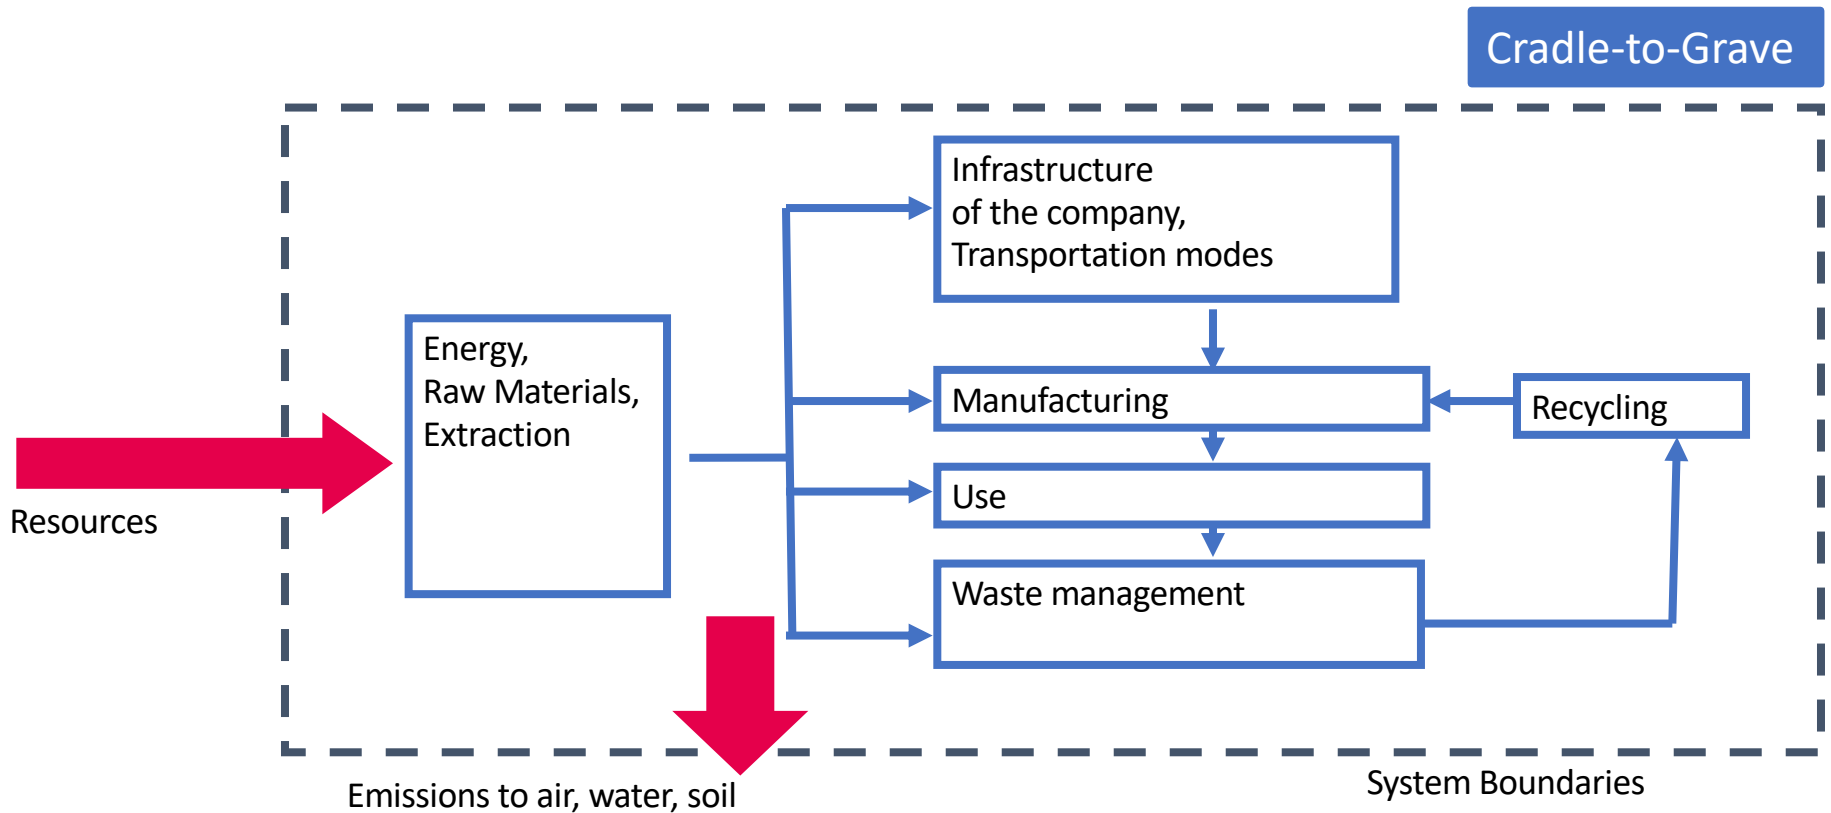 Cradle-to-Grave
Infrastructure
of the company,
Transportation modes
Energy,
Raw Materials,
Extraction
Manufacturing
Recycling
Use
Resources
Waste management
Emissions to air, water, soil
System Boundaries